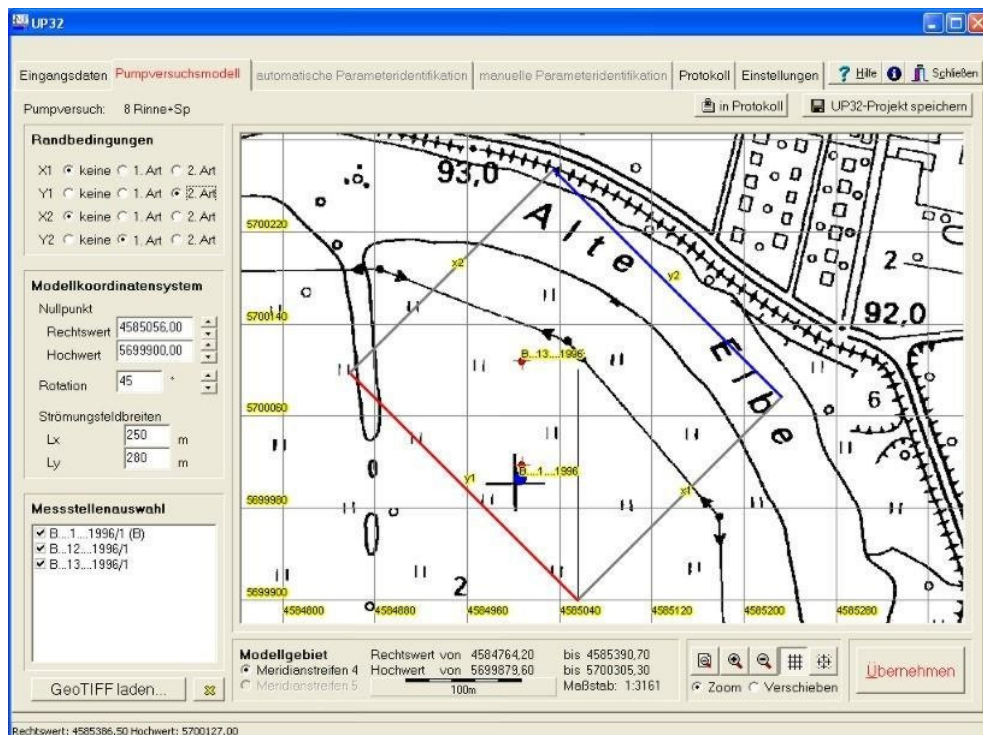 UP32
Eingangsdaten Pumpversuchsmodell automatische Parameteridentifikation manuelle Parameteridentifikation Protokoll Einstellungen ? Hilfe Schließen
Pumpversuch: 8 Rinne+Sp
in Protokoll UP32-Projekt speichern
Randbedingungen
X1 keine 1. Art 2. Art
Y1 keine 1. Art 2. Art
X2 keine 1. Art 2. Art
Y2 keine 1. Art 2. Art
Modellkoordinatensystem
Nullpunkt
Rechtswert 4585056,00
Hochwert 5699900,00
Rotation 45 °
Strömungsfeldbreiten
Lx 250 m
Ly 280 m
Messstellenauswahl
B...1....1996/1 (B)
B...12....1996/1
B...13....1996/1
GeoTIFF laden...
93,0
Alte Elbe
2
92,0
6
2
x2
y2
y1
x1
B...13....1996
B...1....1996
5700220
5700140
5700060
5699980
5699900
4584800 4584880 4584960 4585040 4585120 4585200 4585280
Modellgebiet Rechtswert von 4584764,20 bis 4585390,70
Meridianstreifen 4 Hochwert von 5699879,60 bis 5700305,30
Meridianstreifen 5 100m Maßstab: 1:3161
Zoom Verschieben
Übernehmen
Rechtswert: 4585386,50 Hochwert: 5700127,00